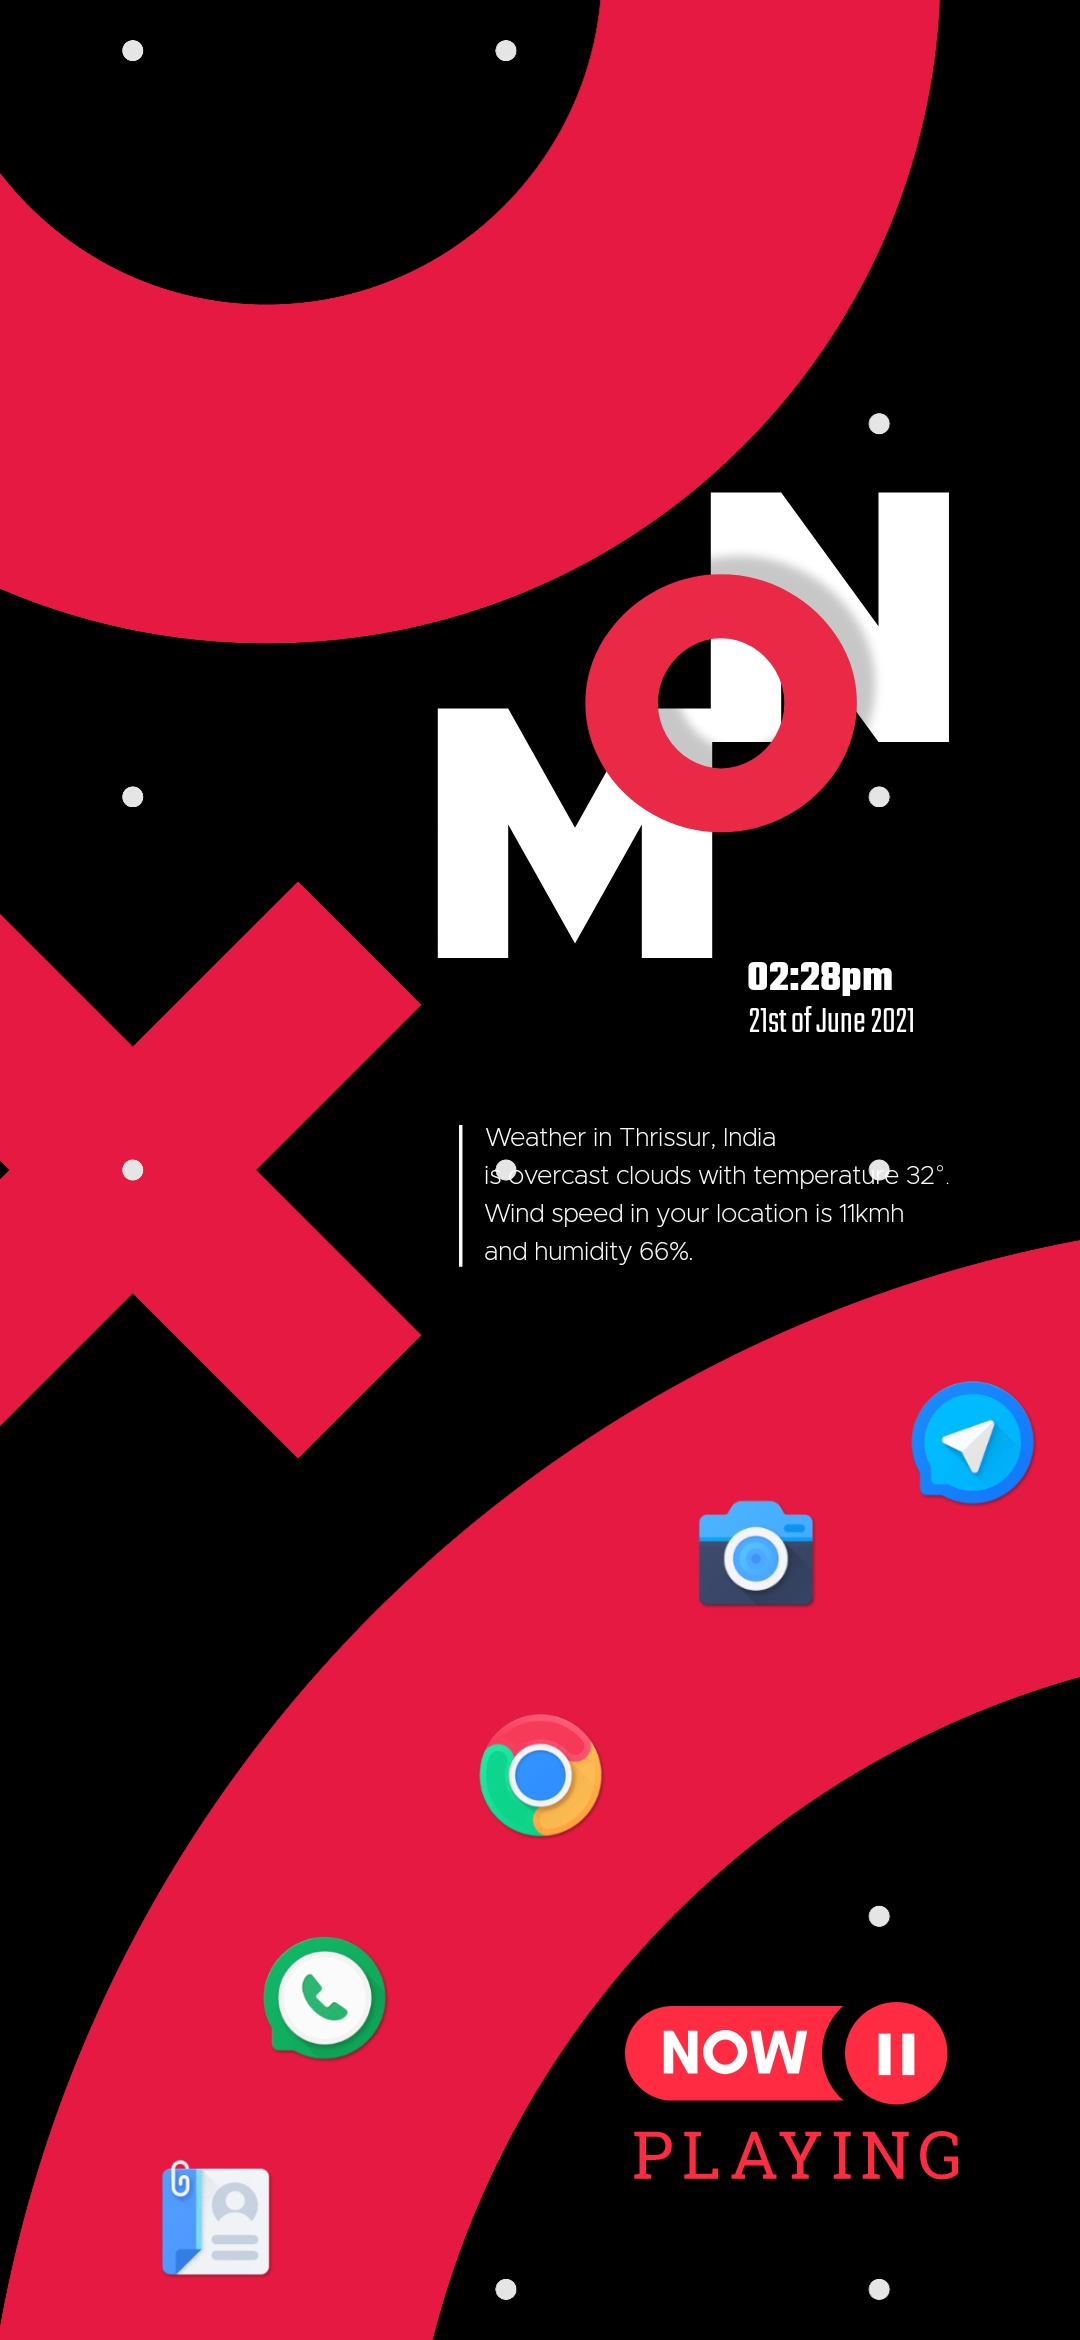 MON
02:28pm
21st of June 2021
Weather in Thrissur, India
is overcast clouds with temperature 32°.
Wind speed in your location is 11kmh
and humidity 66%.
NOW
PLAYING